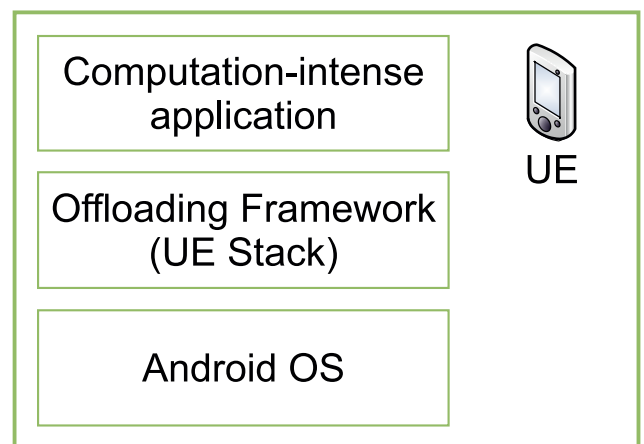 Computation-intense
application
UE
Offloading Framework
(UE Stack)
Android OS